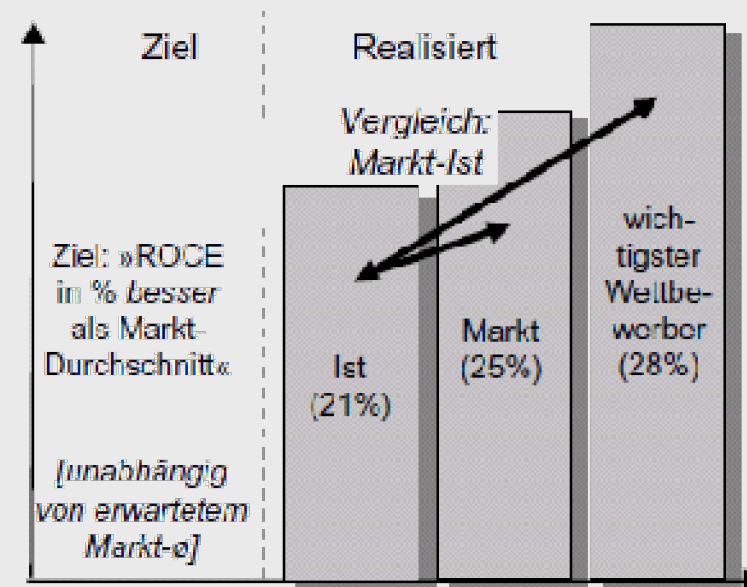 Ziel
Realisiert
Vergleich:
Markt-Ist
Ziel: »ROCE
in % besser
als Markt-
Durchschnitt«
[unabhängig
von erwartetem
Markt-ø]
Ist
(21%)
Markt
(25%)
wich-
tigster
Wettbe-
werber
(28%)